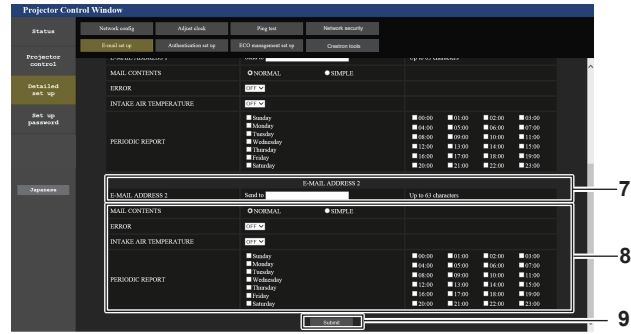 Projector Control Window
Status
Network config Adjust clock Ping test Network security
E-mail set up Authentication set up ECO management set up Crestron tools
Projector
control
E-MAIL ADDRESS 1 Send to Up to 63 characters
MAIL CONTENTS NORMAL SIMPLE
Detailed
set up
ERROR OFF
INTAKE AIR TEMPERATURE OFF
Set up
password
PERIODIC REPORT
Sunday 00:00 01:00 02:00 03:00
Monday 04:00 05:00 06:00 07:00
Tuesday 08:00 09:00 10:00 11:00
Wednesday 12:00 13:00 14:00 15:00
Thursday 16:00 17:00 18:00 19:00
Friday 20:00 21:00 22:00 23:00
Saturday
Japanese
E-MAIL ADDRESS 2
E-MAIL ADDRESS 2 Send to Up to 63 characters
7
MAIL CONTENTS NORMAL SIMPLE
ERROR OFF
INTAKE AIR TEMPERATURE OFF
8
PERIODIC REPORT
Sunday 00:00 01:00 02:00 03:00
Monday 04:00 05:00 06:00 07:00
Tuesday 08:00 09:00 10:00 11:00
Wednesday 12:00 13:00 14:00 15:00
Thursday 16:00 17:00 18:00 19:00
Friday 20:00 21:00 22:00 23:00
Saturday
Submit
9